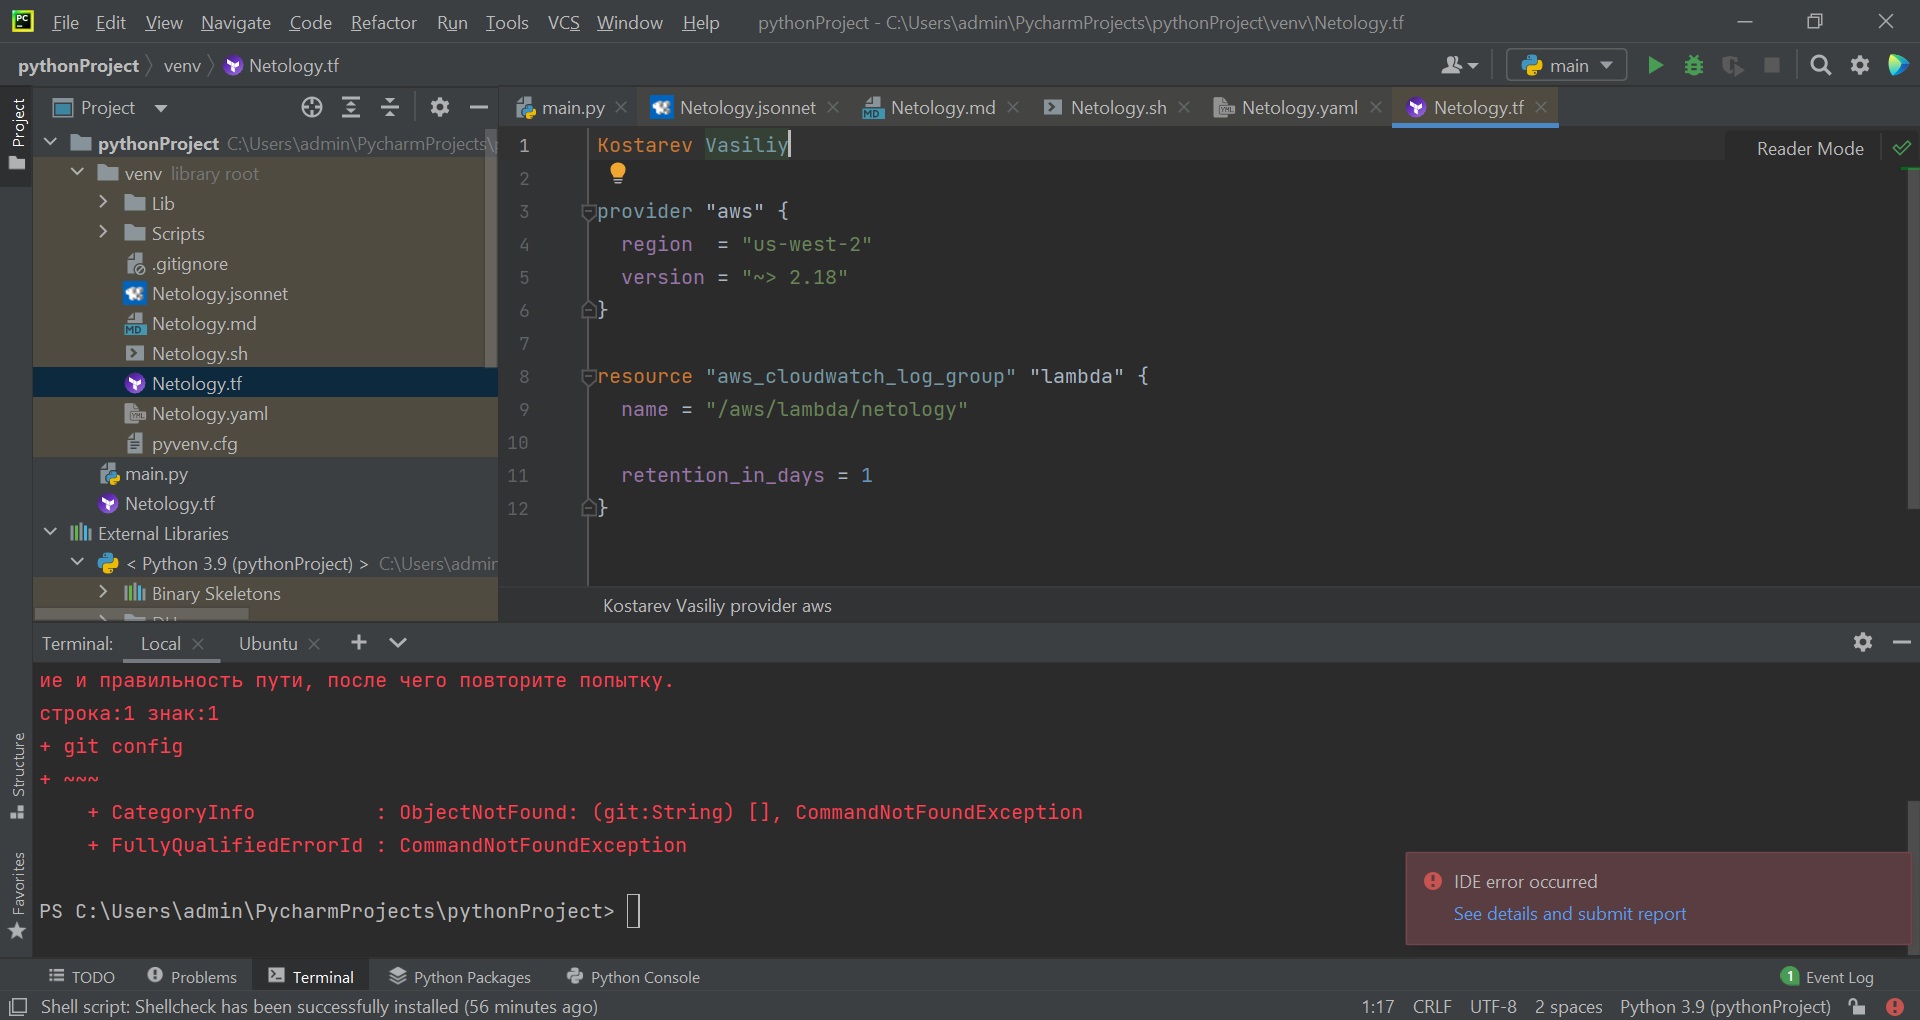 PC File Edit View Navigate Code Refactor Run Tools VCS Window Help pythonProject - C:\Users\admin\PycharmProjects\pythonProject\venv\Netology.tf
pythonProject venv Netology.tf main
Project
Project
main.py Netology.jsonnet Netology.md Netology.sh Netology.yaml Netology.tf
pythonProject C:\Users\admin\PycharmProjects\
venv library root
Lib
Scripts
.gitignore
Netology.jsonnet
Netology.md
Netology.sh
Netology.tf
Netology.yaml
pyvenv.cfg
main.py
Netology.tf
External Libraries
< Python 3.9 (pythonProject) > C:\Users\admin
Binary Skeletons
Reader Mode
1 Kostarev Vasiliy
2
3 provider "aws" {
4 region = "us-west-2"
5 version = "~> 2.18"
6 }
7
8 resource "aws_cloudwatch_log_group" "lambda" {
9 name = "/aws/lambda/netology"
10
11 retention_in_days = 1
12 }
Kostarev Vasiliy provider aws
Terminal: Local Ubuntu
ие и правильность пути, после чего повторите попытку.
строка:1 знак:1
+ git config
+ ~~~
+ CategoryInfo : ObjectNotFound: (git:String) [], CommandNotFoundException
+ FullyQualifiedErrorId : CommandNotFoundException
PS C:\Users\admin\PycharmProjects\pythonProject>
Structure
Favorites
IDE error occurred
See details and submit report
TODO Problems Terminal Python Packages Python Console 1 Event Log
Shell script: Shellcheck has been successfully installed (56 minutes ago) 1:17 CRLF UTF-8 2 spaces Python 3.9 (pythonProject)